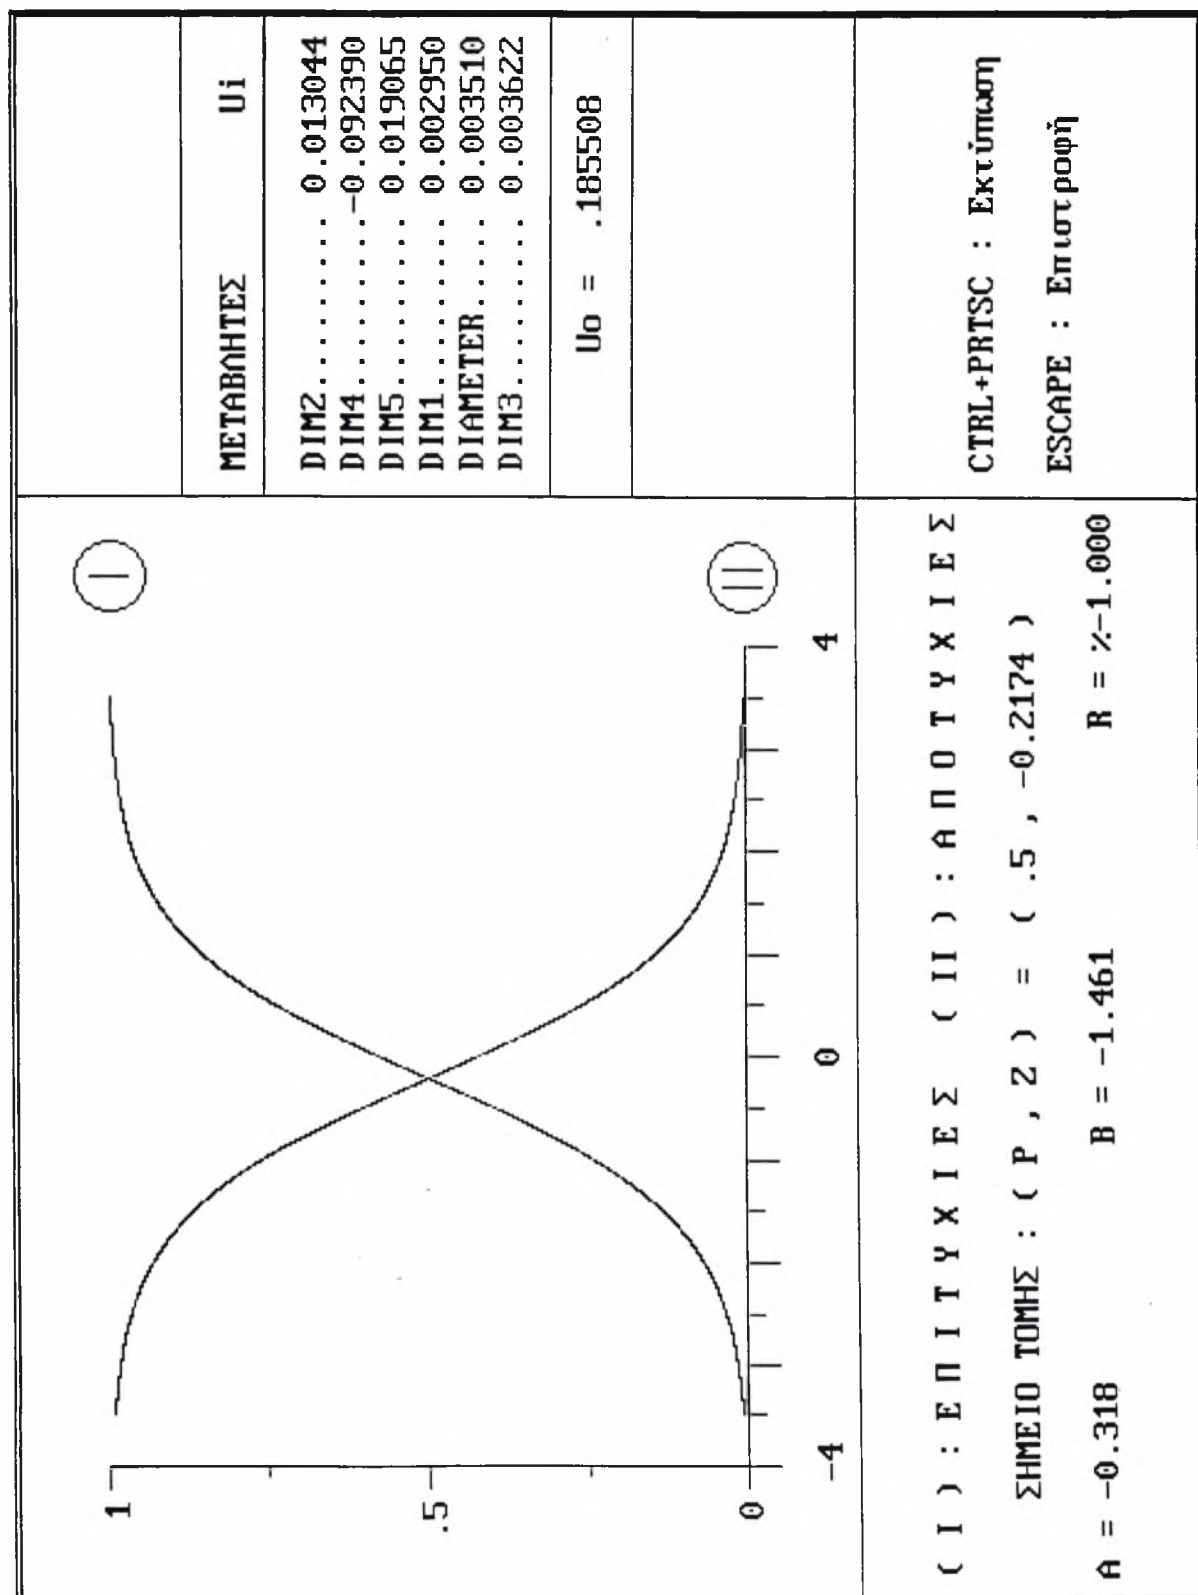 I
II
1
.5
0
-4
0
4
ΜΕΤΑΒΛΗΤΕΣ Ui
DIM2.......... 0.013044
DIM4..........-0.092390
DIM5.......... 0.019065
DIM1.......... 0.002950
DIAMETER...... 0.003510
DIM3.......... 0.003622
Uo = .185508
( I ) : Ε Π Ι Τ Υ Χ Ι Ε Σ ( II ) : Α Π Ο Τ Υ Χ Ι Ε Σ
ΣΗΜΕΙΟ ΤΟΜΗΣ : ( P , Z ) = ( .5 , -0.2174 )
A = -0.318 B = -1.461 R = %-1.000
CTRL+PRTSC : Εκτύπωση
ESCAPE : Επιστροφή